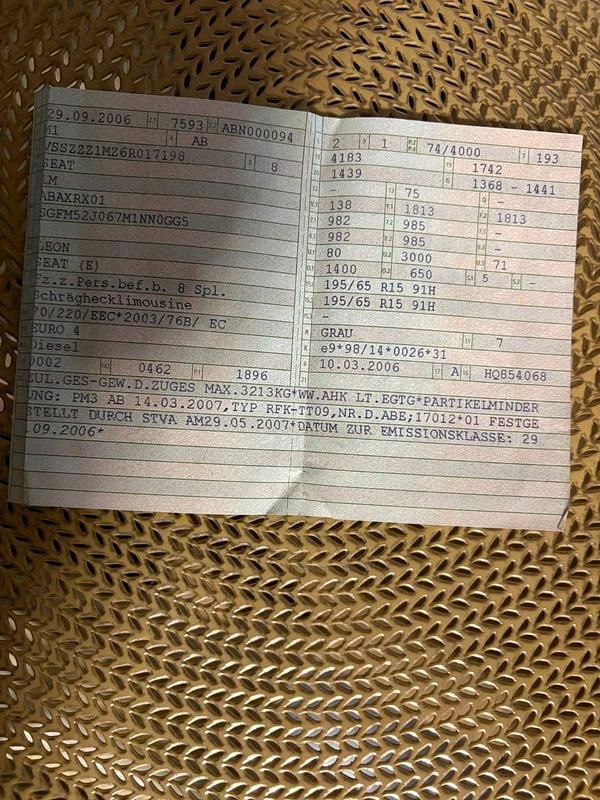 29.09.2006 7593 ABN000094
M1 AB
VSSZZZ1MZ6R017198 8
SEAT
1M
ABAXRX01
SGFM52J067M1NN0GG5
LEON
SEAT (E)
Fz.z.Pers.bef.b. 8 Spl.
Schräghecklimousine
70/220/EEC*2003/76B/ EC
EURO 4
Diesel
0002 0462 1896
2 1 74/4000 193
4183 1742
1439 1368 - 1441
- 75 -
138 1813 1813
982 985 -
982 985 -
80 3000 71
1400 650 5 -
195/65 R15 91H
195/65 R15 91H
-
GRAU 7
e9*98/14*0026*31
10.03.2006 A HQ854068
ZUL.GES-GEW.D.ZUGES MAX.3213KG*WW.AHK LT.EGTG*PARTIKELMINDER
UNG: PM3 AB 14.03.2007,TYP RFK+TT09,NR.D.ABE;17012*01 FESTGE
STELLT DURCH STVA AM29.05.2007*DATUM ZUR EMISSIONSKLASSE: 29
.09.2006*